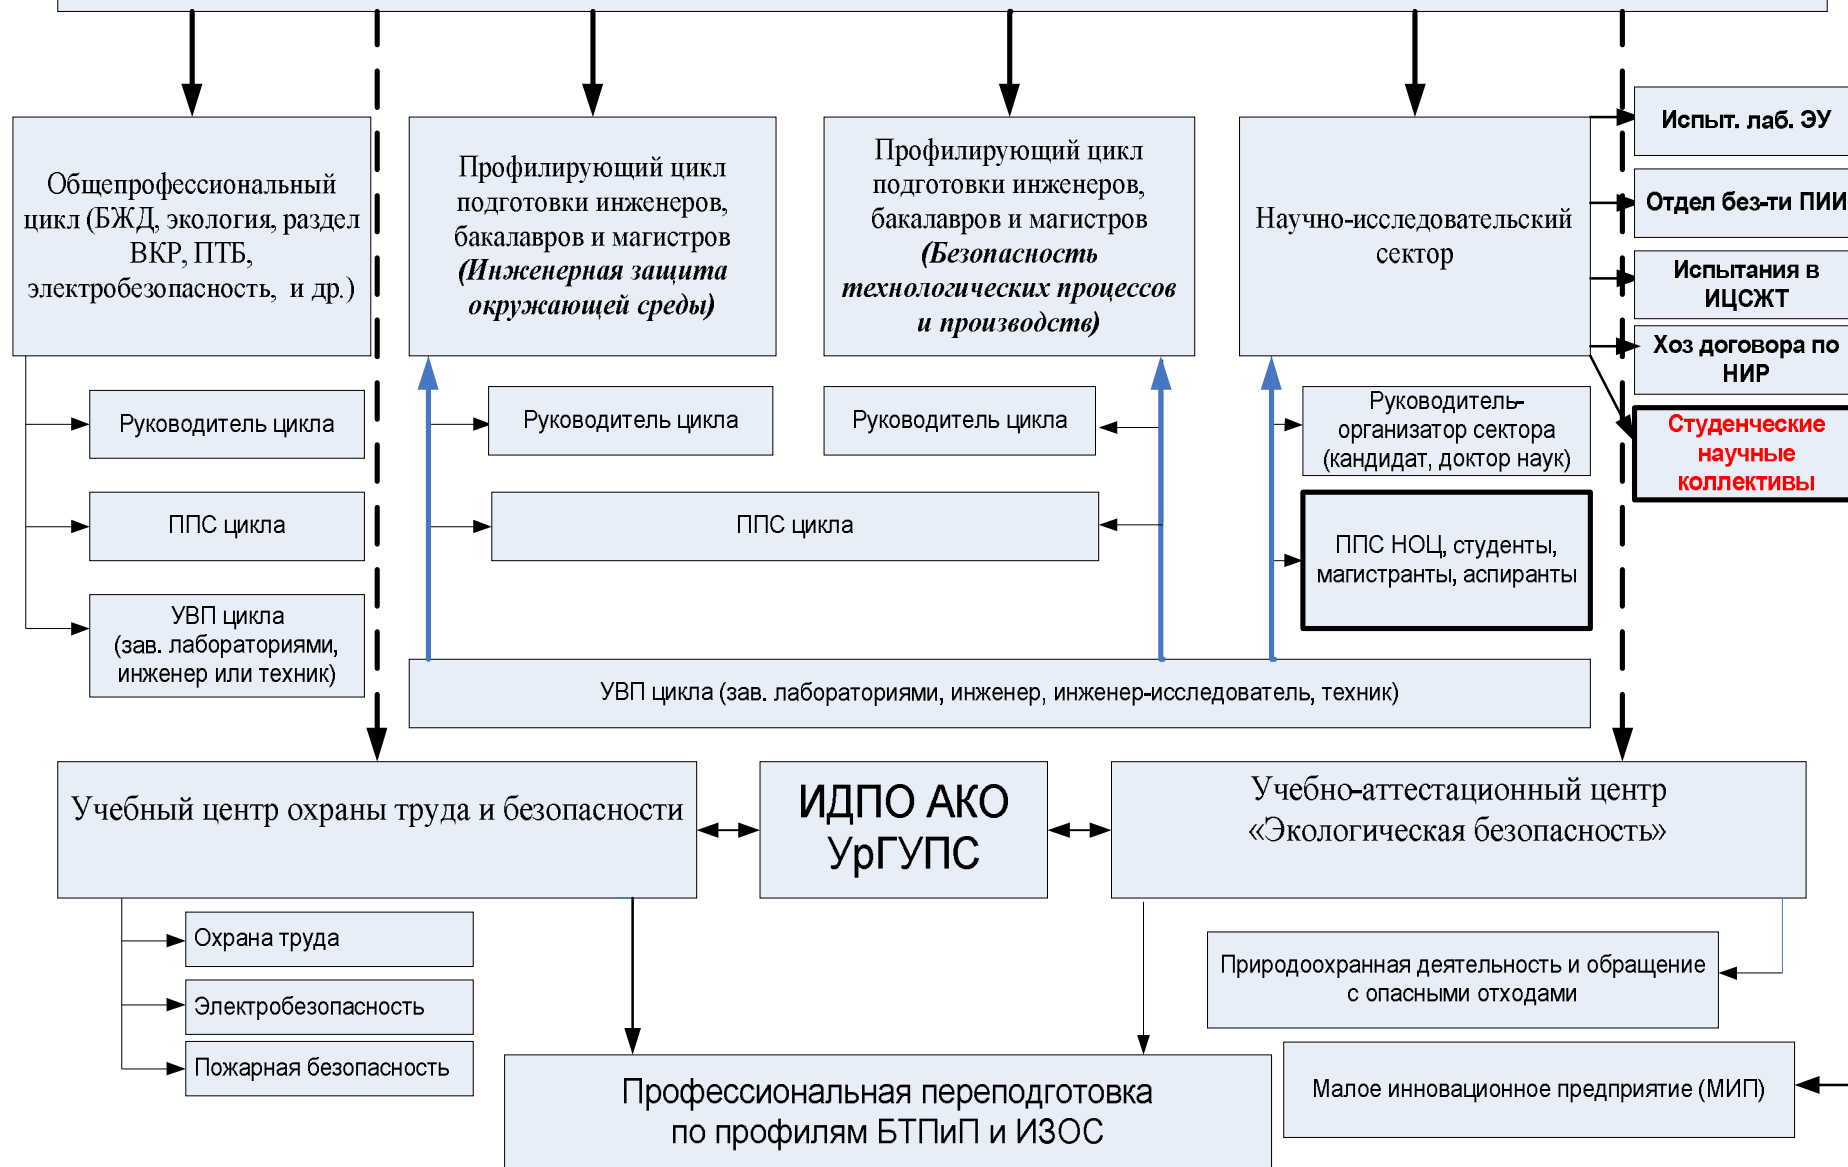 Общепрофессиональный
цикл (БЖД, экология, раздел
ВКР, ПТБ,
электробезопасность, и др.)
Профилирующий цикл
подготовки инженеров,
бакалавров и магистров
(Инженерная защита
окружающей среды)
Профилирующий цикл
подготовки инженеров,
бакалавров и магистров
(Безопасность
технологических процессов
и производств)
Научно-исследовательский
сектор
Испыт. лаб. ЭУ
Отдел без-ти ПИИ
Испытания в
ИЦСЖТ
Хоз договора по
НИР
Студенческие
научные
коллективы
Руководитель цикла
ППС цикла
УВП цикла
(зав. лабораториями,
инженер или техник)
Руководитель цикла
Руководитель цикла
ППС цикла
Руководитель-
организатор сектора
(кандидат, доктор наук)
ППС НОЦ, студенты,
магистранты, аспиранты
УВП цикла (зав. лабораториями, инженер, инженер-исследователь, техник)
Учебный центр охраны труда и безопасности
ИДПО АКО
УрГУПС
Учебно-аттестационный центр
«Экологическая безопасность»
Охрана труда
Электробезопасность
Пожарная безопасность
Природоохранная деятельность и обращение
с опасными отходами
Малое инновационное предприятие (МИП)
Профессиональная переподготовка
по профилям БТПиП и ИЗОС